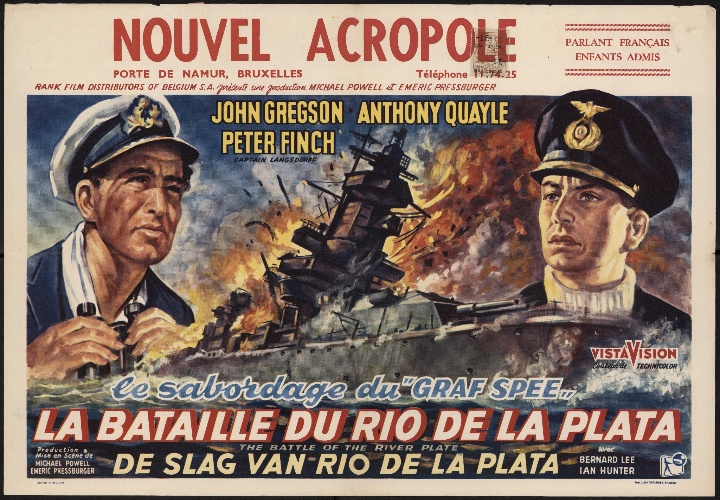 NOUVEL ACROPOLE
PORTE DE NAMUR, BRUXELLES
Téléphone 11.74.25
PARLANT FRANÇAIS
ENFANTS ADMIS
RANK FILM DISTRIBUTORS OF BELGIUM S.A. présente une production MICHAEL POWELL et EMERIC PRESSBURGER
JOHN GREGSON · ANTHONY QUAYLE
PETER FINCH
CAPTAIN LANGSDORFF
VISTAVISION
Couleur de TECHNICOLOR
le sabordage du "GRAF SPEE"
LA BATAILLE DU RIO DE LA PLATA
THE BATTLE OF THE RIVER PLATE
DE SLAG VAN RIO DE LA PLATA
Production &
Mise en Scène de
MICHAEL POWELL
EMERIC PRESSBURGER
avec
BERNARD LEE
IAN HUNTER